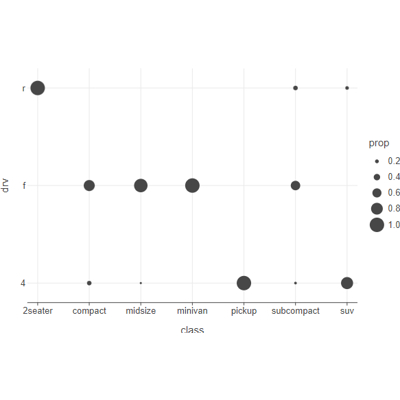 r
f
4
drv
2seater compact midsize minivan pickup subcompact suv
class
prop
0.2
0.4
0.6
0.8
1.0